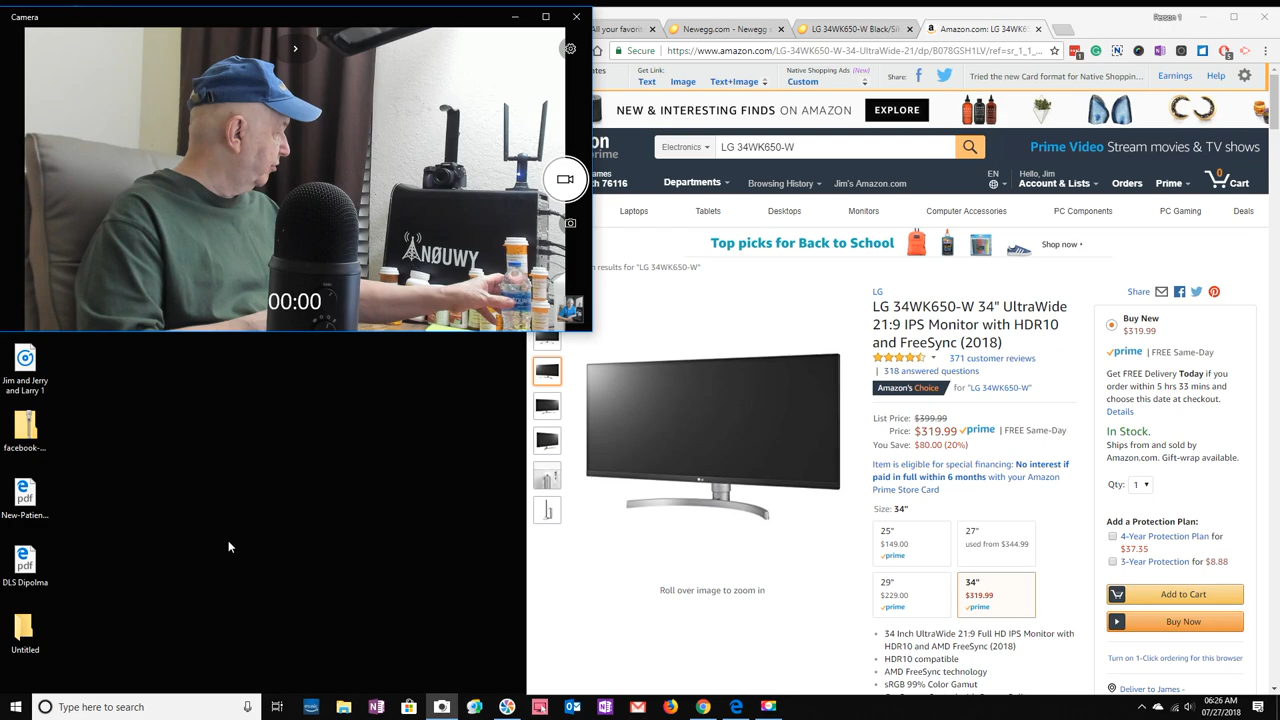 Camera
00:00
NØUWY
Jim and Jerry
and Larry 1
facebook-...
New-Patien...
DLS Dipolma
Untitled
All your favorit
Newegg.com - Newegg
LG 34WK650-W Black/Sil
Amazon.com: LG 34WK65
Person 1
Secure
https://www.amazon.com/LG-34WK650-W-34-UltraWide-21/dp/B078GSH1LV/ref=sr_1_1_...
Get Link:
Text
Image
Text+Image
Native Shopping Ads (New)
Custom
Share:
Tried the new Card format for Native Shoppin...
Earnings
Help
NEW & INTERESTING FINDS ON AMAZON
EXPLORE
prime
Electronics
LG 34WK650-W
Prime Video Stream movies & TV shows
76116
Departments
Browsing History
Jim's Amazon.com
EN
Hello, Jim
Account & Lists
Orders
Prime
0
Cart
Laptops
Tablets
Desktops
Monitors
Computer Accessories
PC Components
PC Gaming
Deals
Top picks for Back to School
Shop now
results for "LG 34WK650-W"
LG
LG 34WK650-W 34" UltraWide
21:9 IPS Monitor with HDR10
and FreeSync (2018)
371 customer reviews
| 318 answered questions
Amazon's Choice for "LG 34WK650-W"
List Price: $399.99
Price: $319.99 prime | FREE Same-Day
You Save: $80.00 (20%)
Item is eligible for special financing: No interest if
paid in full within 6 months with your Amazon
Prime Store Card
Size: 34"
25"
$149.00
prime
27"
used from $344.99
29"
$229.00
prime
34"
$319.99
prime
Roll over image to zoom in
34 Inch UltraWide 21:9 Full HD IPS Monitor with
HDR10 and AMD FreeSync (2018)
HDR10 compatible
AMD FreeSync technology
sRGB 99% Color Gamut
Share
Buy New
$319.99
prime | FREE Same-Day
Get FREE Delivery Today if you
order within 5 hrs 33 mins and
choose this date at checkout.
Details
In Stock.
Ships from and sold by
Amazon.com. Gift-wrap available.
Qty: 1
Add a Protection Plan:
4-Year Protection Plan for
$37.35
3-Year Protection for $8.88
Add to Cart
Buy Now
Turn on 1-Click ordering for this browser
Deliver to James -
Type here to search
06:26 AM
07/27/2018